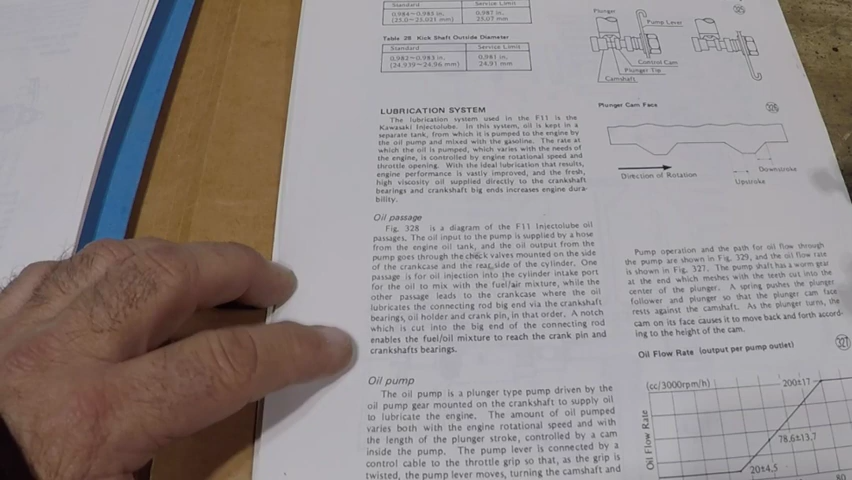 Standard
Service Limit
0.984~0.985 in.
(25.0~25.021 mm)
0.987 in.
25.07 mm
Table 28 Kick Shaft Outside Diameter
Standard
Service Limit
0.982~0.983 in.
(24.939~24.96 mm)
0.981 in.
24.91 mm
LUBRICATION SYSTEM
The lubrication system used in the F11 is the
Kawasaki Injectolube. In this system, oil is kept in a
separate tank, from which it is pumped to the engine by
the oil pump and mixed with the gasoline. The rate at
which the oil is pumped, which varies with the needs of
the engine, is controlled by engine rotational speed and
throttle opening. With the ideal lubrication that results,
engine performance is vastly improved, and the fresh,
high viscosity oil supplied directly to the crankshaft
bearings and crankshaft big ends increases engine dura-
bility.
Oil passage
Fig. 328 is a diagram of the F11 Injectolube oil
passages. The oil input to the pump is supplied by a hose
from the engine oil tank, and the oil output from the
pump goes through the check valves mounted on the side
of the crankcase and the rear side of the cylinder. One
passage is for oil injection into the cylinder intake port
for the oil to mix with the fuel/air mixture, while the
other passage leads to the crankcase where the oil
lubricates the connecting rod big end via the crankshaft
bearings, oil holder and crank pin, in that order. A notch
which is cut into the big end of the connecting rod
enables the fuel/oil mixture to reach the crank pin and
crankshafts bearings.
Oil pump
The oil pump is a plunger type pump driven by the
oil pump gear mounted on the crankshaft to supply oil
to lubricate the engine. The amount of oil pumped
varies both with the engine rotational speed and with
the length of the plunger stroke, controlled by a cam
inside the pump. The pump lever is connected by a
control cable to the throttle grip so that, as the grip is
twisted, the pump lever moves, turning the camshaft and
Plunger
Pump Lever
Control Cam
Plunger Tip
Camshaft
Plunger Cam Face
326
Direction of Rotation
Downstroke
Upstroke
Pump operation and the path for oil flow through
the pump are shown in Fig. 329, and the oil flow rate
is shown in Fig. 327. The pump shaft has a worm gear
at the end which meshes with the teeth cut into the
center of the plunger. A spring pushes the plunger
follower and plunger so that the plunger cam face
rests against the camshaft. As the plunger turns, the
cam on its face causes it to move back and forth accord-
ing to the height of the cam.
Oil Flow Rate (output per pump outlet)
327
(cc/3000rpm/h)
200±17
78.6±13.7
20±4.5
Oil Flow Rate
80